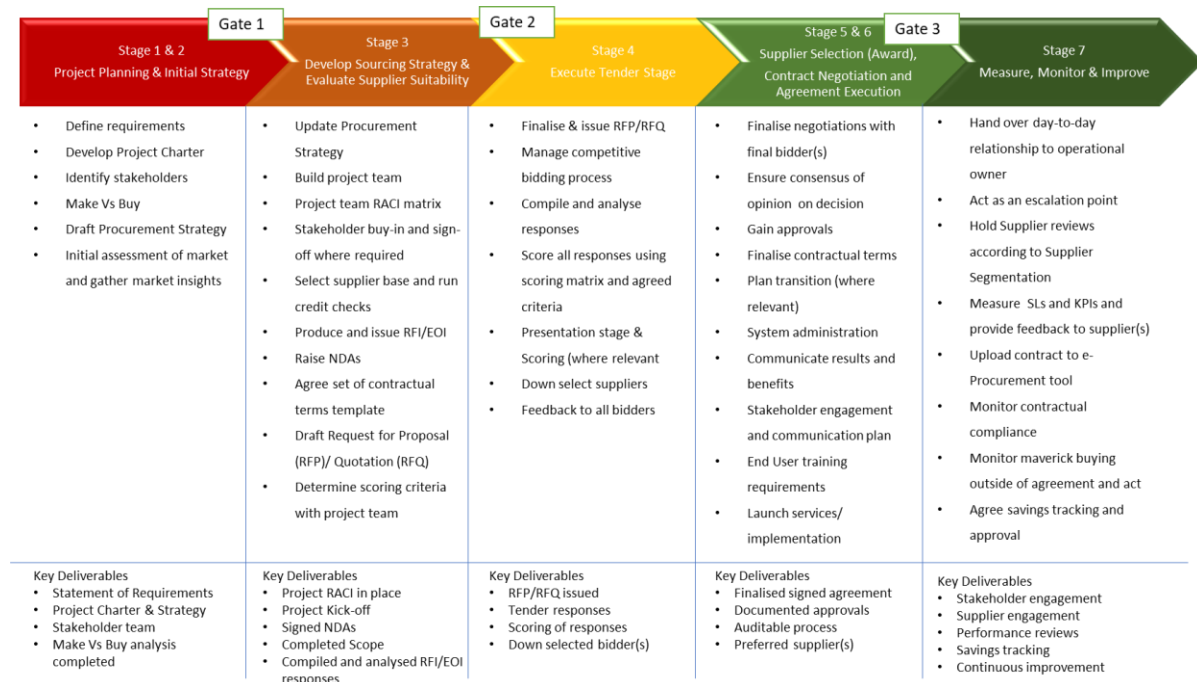 Gate 1
Gate 2
Gate 3
Stage 1 & 2
Project Planning & Initial Strategy
Stage 3
Develop Sourcing Strategy &
Evaluate Supplier Suitability
Stage 4
Execute Tender Stage
Stage 5 & 6
Supplier Selection (Award),
Contract Negotiation and
Agreement Execution
Stage 7
Measure, Monitor & Improve
• Define requirements
• Develop Project Charter
• Identify stakeholders
• Make Vs Buy
• Draft Procurement Strategy
• Initial assessment of market
and gather market insights
• Update Procurement
Strategy
• Build project team
• Project team RACI matrix
• Stakeholder buy-in and sign-
off where required
• Select supplier base and run
credit checks
• Produce and issue RFI/EOI
• Raise NDAs
• Agree set of contractual
terms template
• Draft Request for Proposal
(RFP)/ Quotation (RFQ)
• Determine scoring criteria
with project team
• Finalise & issue RFP/RFQ
• Manage competitive
bidding process
• Compile and analyse
responses
• Score all responses using
scoring matrix and agreed
criteria
• Presentation stage &
Scoring (where relevant
• Down select suppliers
• Feedback to all bidders
• Finalise negotiations with
final bidder(s)
• Ensure consensus of
opinion on decision
• Gain approvals
• Finalise contractual terms
• Plan transition (where
relevant)
• System administration
• Communicate results and
benefits
• Stakeholder engagement
and communication plan
• End User training
requirements
• Launch services/
implementation
• Hand over day-to-day
relationship to operational
owner
• Act as an escalation point
• Hold Supplier reviews
according to Supplier
Segmentation
• Measure SLs and KPIs and
provide feedback to supplier(s)
• Upload contract to e-
Procurement tool
• Monitor contractual
compliance
• Monitor maverick buying
outside of agreement and act
• Agree savings tracking and
approval
Key Deliverables
• Statement of Requirements
• Project Charter & Strategy
• Stakeholder team
• Make Vs Buy analysis
completed
Key Deliverables
• Project RACI in place
• Project Kick-off
• Signed NDAs
• Completed Scope
• Compiled and analysed RFI/EOI
responses
Key Deliverables
• RFP/RFQ issued
• Tender responses
• Scoring of responses
• Down selected bidder(s)
Key Deliverables
• Finalised signed agreement
• Documented approvals
• Auditable process
• Preferred supplier(s)
Key Deliverables
• Stakeholder engagement
• Supplier engagement
• Performance reviews
• Savings tracking
• Continuous improvement